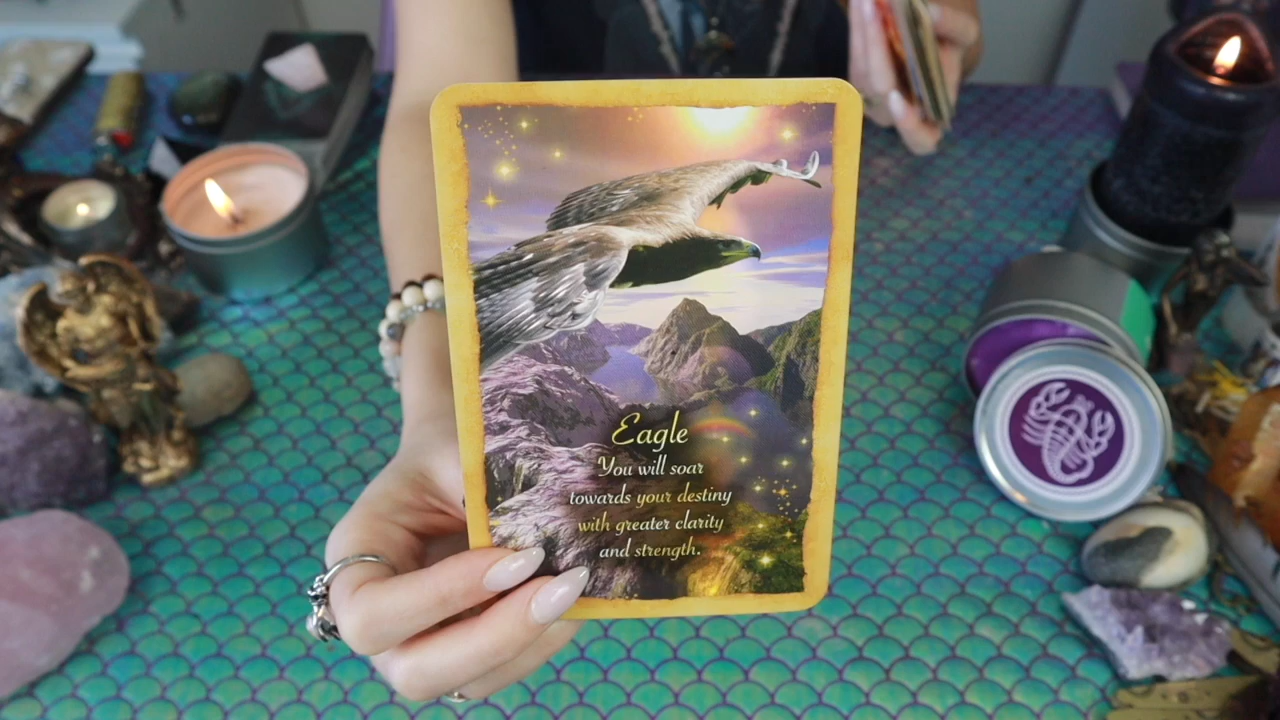 Eagle
You will soar
towards your destiny
with greater clarity
and strength.